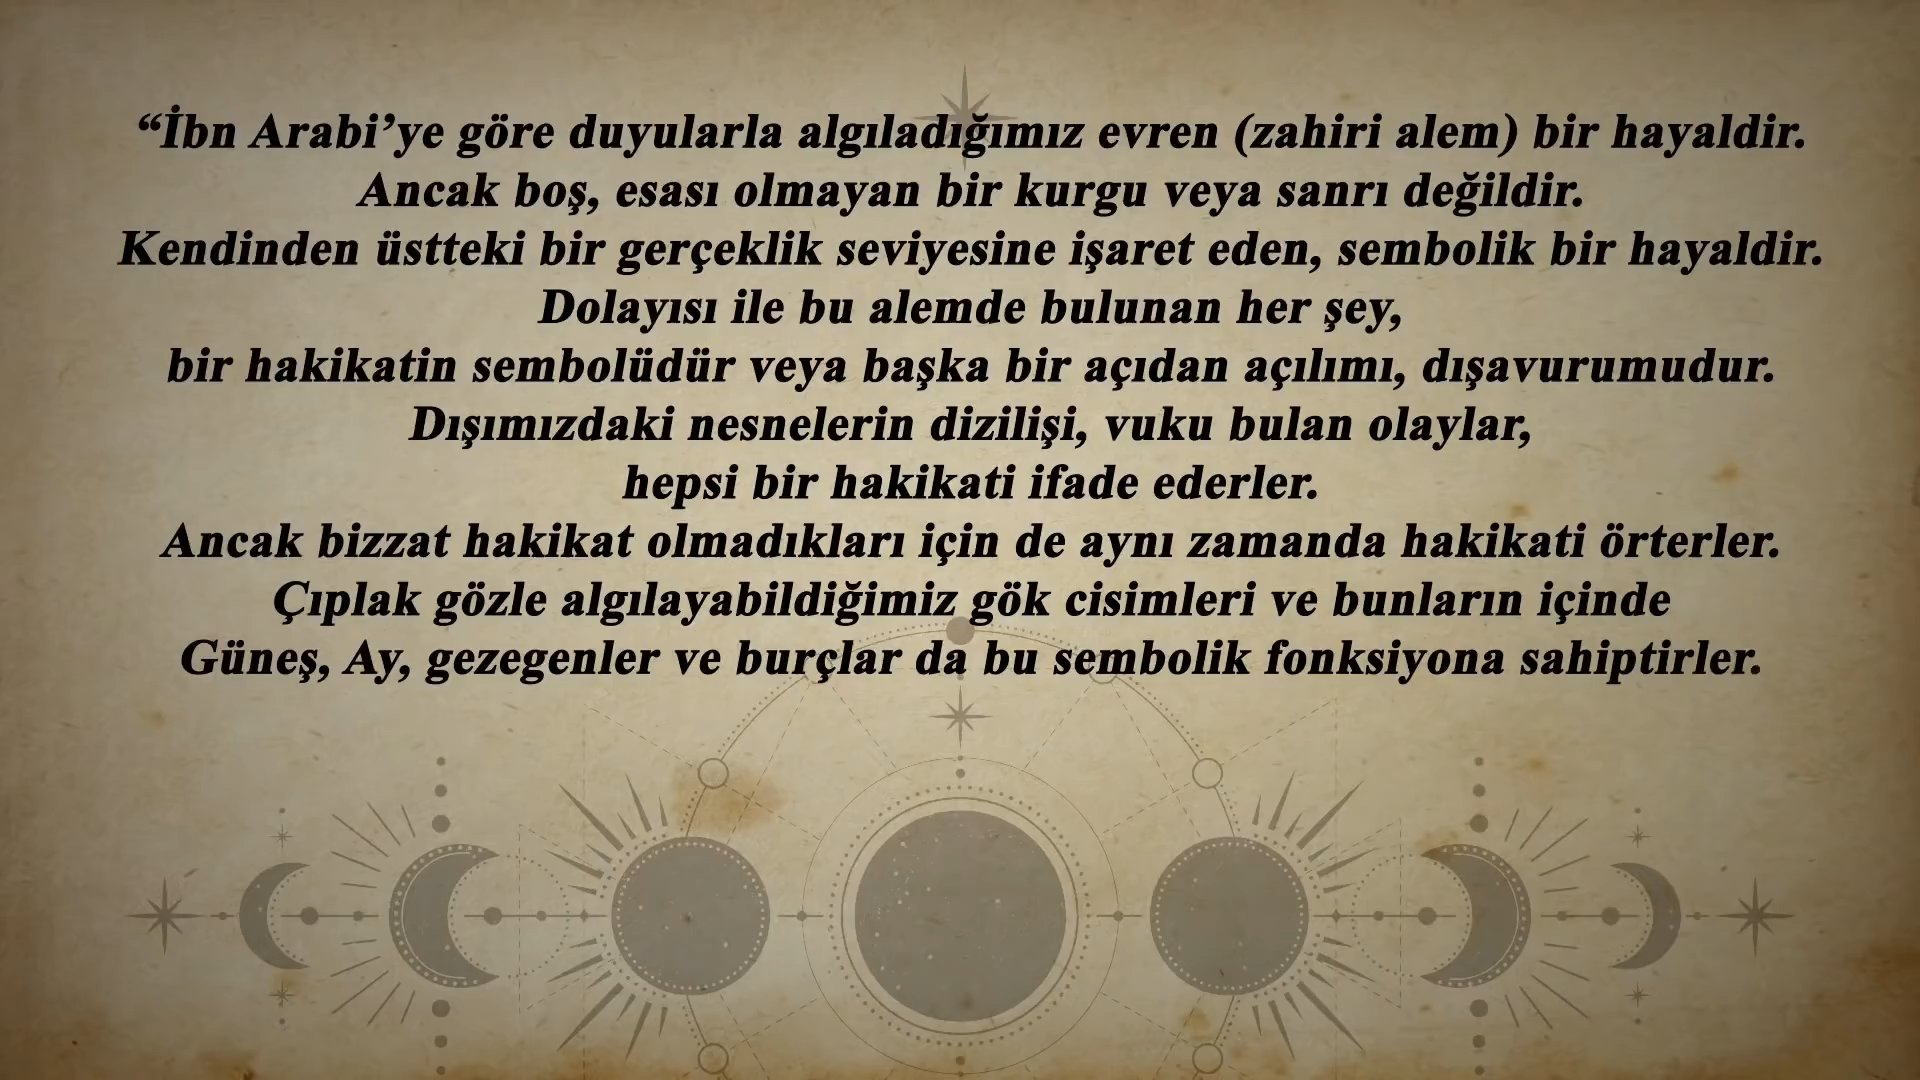 “İbn Arabi’ye göre duyularla algıladığımız evren (zahiri alem) bir hayaldir.
Ancak boş, esası olmayan bir kurgu veya sanrı değildir.
Kendinden üstteki bir gerçeklik seviyesine işaret eden, sembolik bir hayaldir.
Dolayısı ile bu alemde bulunan her şey,
bir hakikatin sembolüdür veya başka bir açıdan açılımı, dışavurumudur.
Dışımızdaki nesnelerin dizilişi, vuku bulan olaylar,
hepsi bir hakikati ifade ederler.
Ancak bizzat hakikat olmadıkları için de aynı zamanda hakikati örterler.
Çıplak gözle algılayabildiğimiz gök cisimleri ve bunların içinde
Güneş, Ay, gezegenler ve burçlar da bu sembolik fonksiyona sahiptirler.